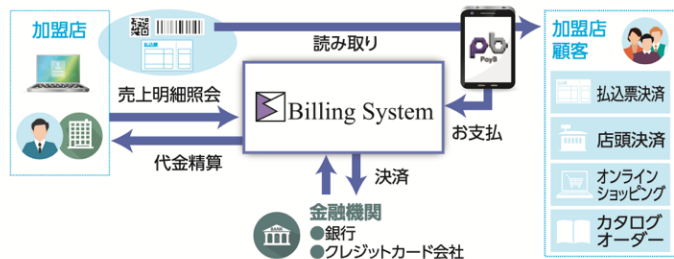 加盟店
払込票
読み取り
pb
PayB
加盟店
顧客
売上明細照会
Billing System
お支払
代金精算
決済
BANK
金融機関
●銀行
●クレジットカード会社
払込票決済
店頭決済
オンライン
ショッピング
カタログ
オーダー